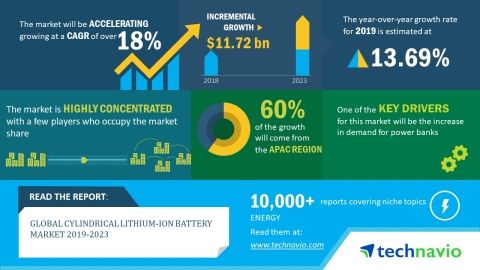 The market will be ACCELERATING
growing at a CAGR of over
18%
INCREMENTAL
GROWTH
$11.72 bn
2018
2023
The year-over-year growth rate
for 2019 is estimated at
13.69%
The market is HIGHLY CONCENTRATED
with a few players who occupy the market
share
60%
of the growth
will come from
the APAC REGION
One of the KEY DRIVERS
for this market will be the increase
in demand for power banks
READ THE REPORT:
GLOBAL CYLINDRICAL LITHIUM-ION BATTERY
MARKET 2019-2023
10,000+ reports covering niche topics
ENERGY
Read them at:
www.technavio.com
technavio